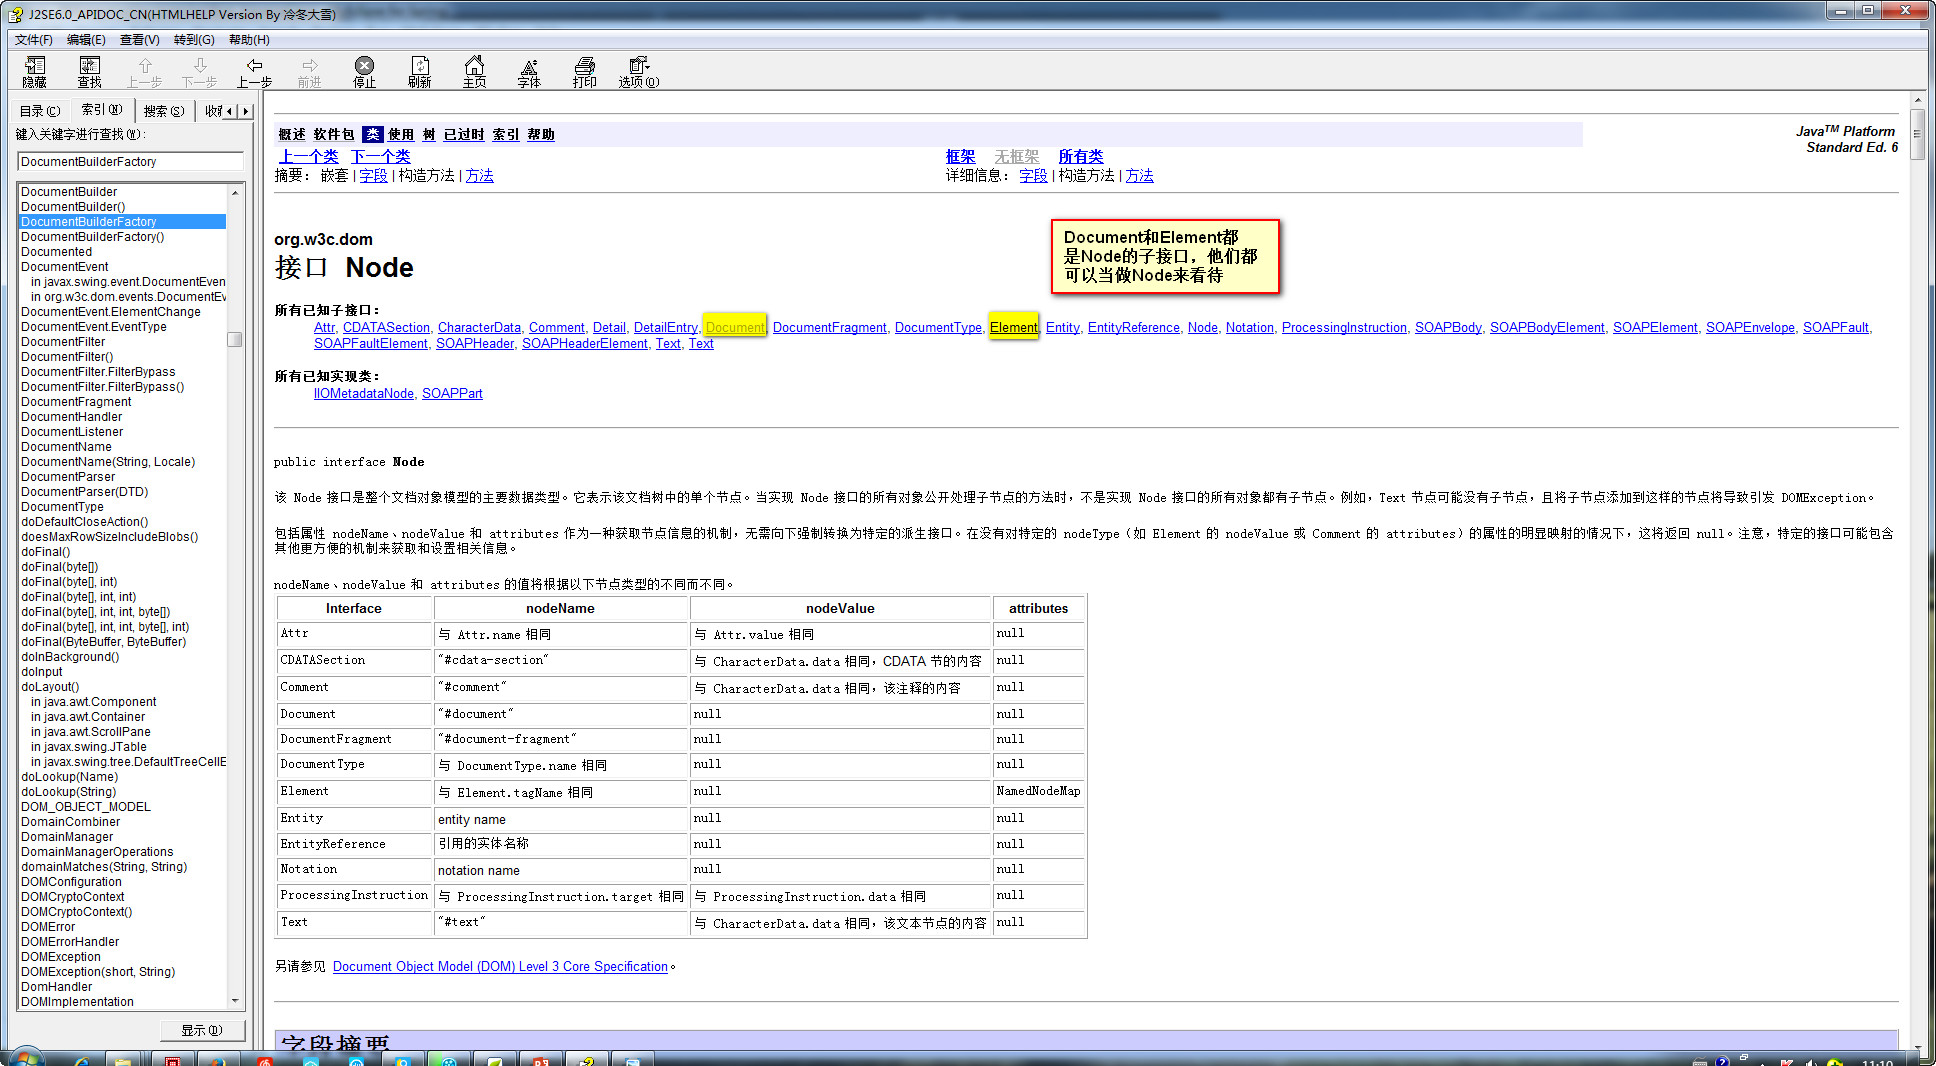 J2SE6.0_APIDOC_CN(HTMLHELP Version By 冷冬大雪)
文件(F) 编辑(E) 查看(V) 转到(G) 帮助(H)
隐藏 查找 上一步 下一步 上一步 前进 停止 刷新 主页 字体 打印 选项(O)
目录(C) 索引(N) 搜索(S)
键入关键字进行查找(W):
DocumentBuilderFactory
DocumentBuilder
DocumentBuilder()
DocumentBuilderFactory
DocumentBuilderFactory()
Documented
DocumentEvent
in javax.swing.event.DocumentEven
in org.w3c.dom.events.DocumentEv
DocumentEvent.ElementChange
DocumentEvent.EventType
DocumentFilter
DocumentFilter()
DocumentFilter.FilterBypass
DocumentFilter.FilterBypass()
DocumentFragment
DocumentHandler
DocumentListener
DocumentName
DocumentName(String, Locale)
DocumentParser
DocumentParser(DTD)
DocumentType
doDefaultCloseAction()
doesMaxRowSizeIncludeBlobs()
doFinal()
doFinal(byte[])
doFinal(byte[], int)
doFinal(byte[], int, int)
doFinal(byte[], int, int, byte[])
doFinal(byte[], int, int, byte[], int)
doFinal(ByteBuffer, ByteBuffer)
doInBackground()
doInput
doLayout()
in java.awt.Component
in java.awt.Container
in java.awt.ScrollPane
in javax.swing.JTable
in javax.swing.tree.DefaultTreeCellE
doLookup(Name)
doLookup(String)
DOM_OBJECT_MODEL
DomainCombiner
DomainManager
DomainManagerOperations
domainMatches(String, String)
DOMConfiguration
DOMCryptoContext
DOMCryptoContext()
DOMError
DOMErrorHandler
DOMException
DOMException(short, String)
DomHandler
DOMImplementation
显示(D)
概述 软件包 类 使用 树 已过时 索引 帮助
Java™ Platform
Standard Ed. 6
上一个类 下一个类 框架 无框架 所有类
摘要: 嵌套 | 字段 | 构造方法 | 方法 详细信息: 字段 | 构造方法 | 方法
org.w3c.dom
接口 Node
Document和Element都
是Node的子接口，他们都
可以当做Node来看待
所有已知子接口：
Attr, CDATASection, CharacterData, Comment, Detail, DetailEntry, Document, DocumentFragment, DocumentType, Element, Entity, EntityReference, Node, Notation, ProcessingInstruction, SOAPBody, SOAPBodyElement, SOAPElement, SOAPEnvelope, SOAPFault,
SOAPFaultElement, SOAPHeader, SOAPHeaderElement, Text, Text
所有已知实现类：
IIOMetadataNode, SOAPPart
public interface Node
该 Node 接口是整个文档对象模型的主要数据类型。它表示该文档树中的单个节点。当实现 Node 接口的所有对象公开处理子节点的方法时，不是实现 Node 接口的所有对象都有子节点。例如，Text 节点可能没有子节点，且将子节点添加到这样的节点将导致引发 DOMException。
包括属性 nodeName、nodeValue 和 attributes 作为一种获取节点信息的机制，无需向下强制转换为特定的派生接口。在没有对特定的 nodeType（如 Element 的 nodeValue 或 Comment 的 attributes）的属性的明显映射的情况下，这将返回 null。注意，特定的接口可能包含
其他更方便的机制来获取和设置相关信息。
nodeName、nodeValue 和 attributes 的值将根据以下节点类型的不同而不同。
Interface nodeName nodeValue attributes
Attr 与 Attr.name 相同 与 Attr.value 相同 null
CDATASection "#cdata-section" 与 CharacterData.data 相同，CDATA 节的内容 null
Comment "#comment" 与 CharacterData.data 相同，该注释的内容 null
Document "#document" null null
DocumentFragment "#document-fragment" null null
DocumentType 与 DocumentType.name 相同 null null
Element 与 Element.tagName 相同 null NamedNodeMap
Entity entity name null null
EntityReference 引用的实体名称 null null
Notation notation name null null
ProcessingInstruction 与 ProcessingInstruction.target 相同 与 ProcessingInstruction.data 相同 null
Text "#text" 与 CharacterData.data 相同，该文本节点的内容 null
另请参见 Document Object Model (DOM) Level 3 Core Specification。
字段摘要
11:10